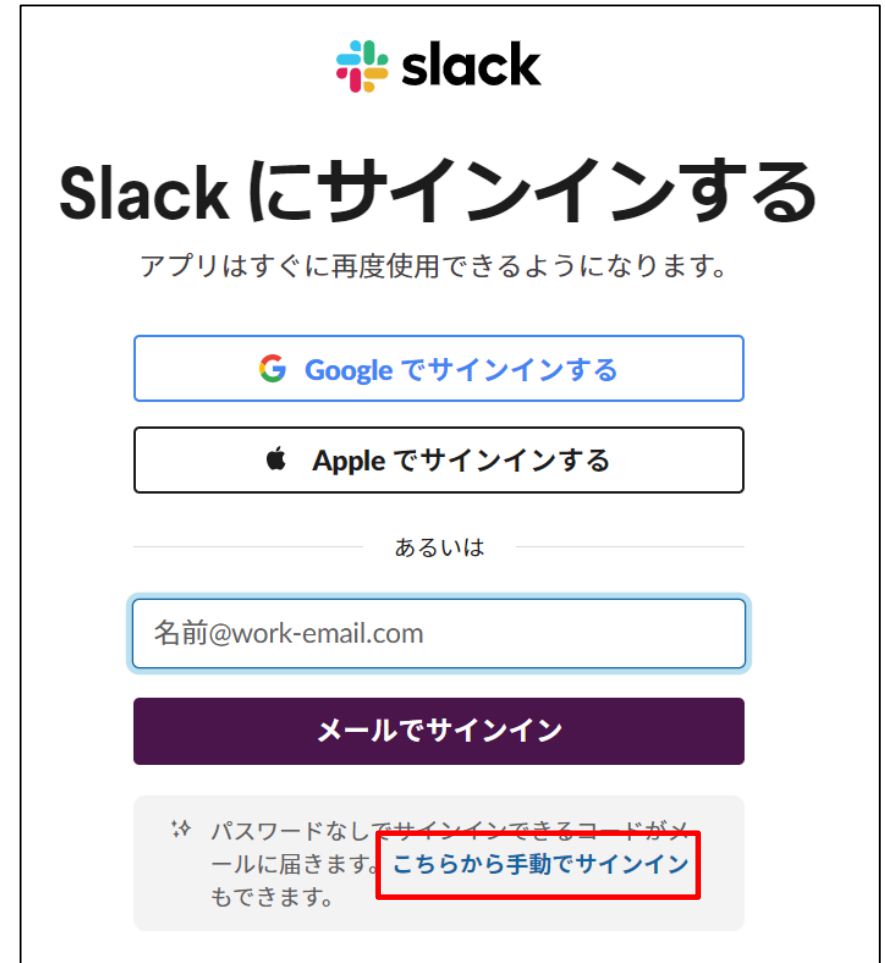 slack
Slack にサインインする
アプリはすぐに再度使用できるようになります。
Google でサインインする
Apple でサインインする
あるいは
名前@work-email.com
メールでサインイン
パスワードなしでサインインできるコードがメ
ールに届きます。こちらから手動でサインイン
もできます。